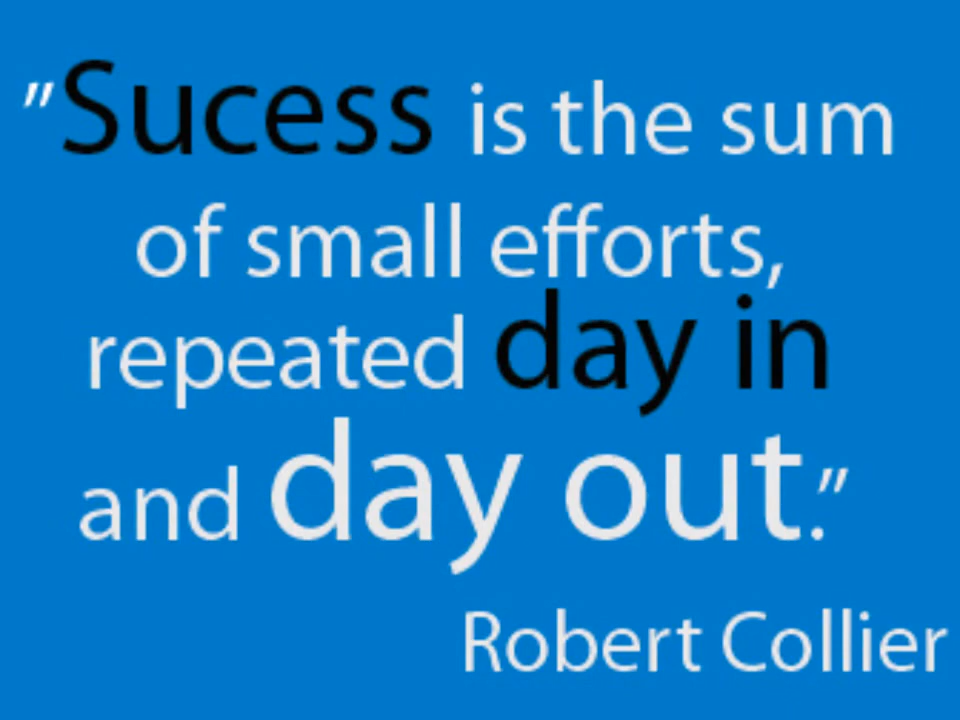 "Sucess is the sum
of small efforts,
repeated day in
and day out."
Robert Collier